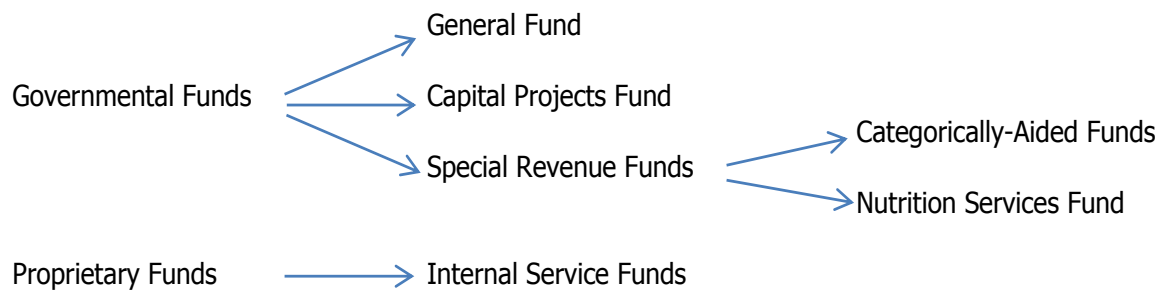 General Fund
Governmental Funds
Capital Projects Fund
Categorically-Aided Funds
Special Revenue Funds
Nutrition Services Fund
Proprietary Funds
Internal Service Funds